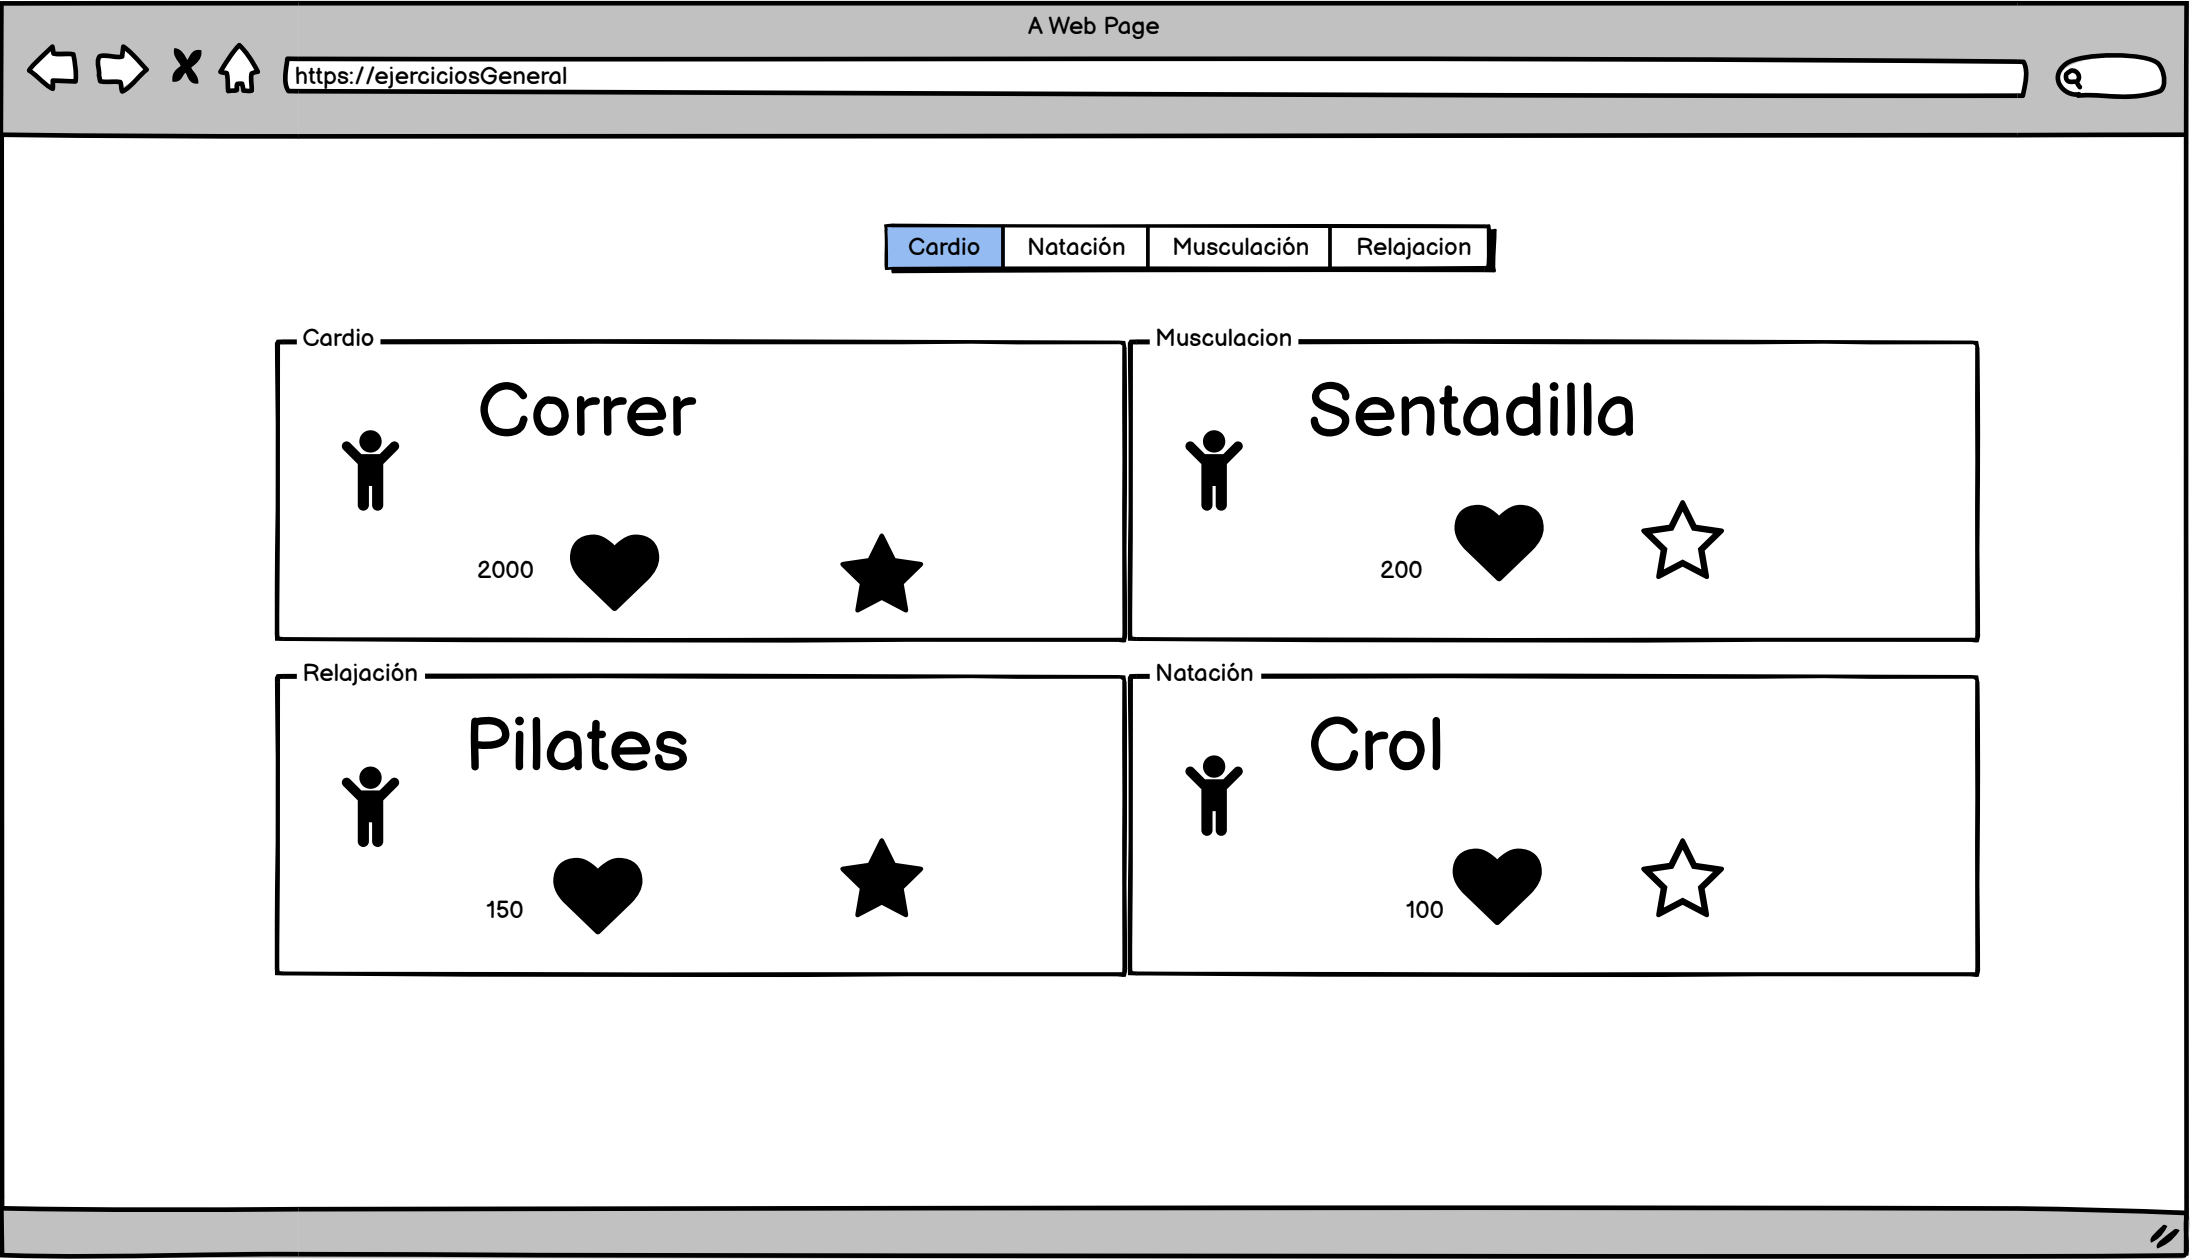 A Web Page
https://ejerciciosGeneral
Cardio Natación Musculación Relajacion
Cardio
Correr
2000
Musculacion
Sentadilla
200
Relajación
Pilates
150
Natación
Crol
100